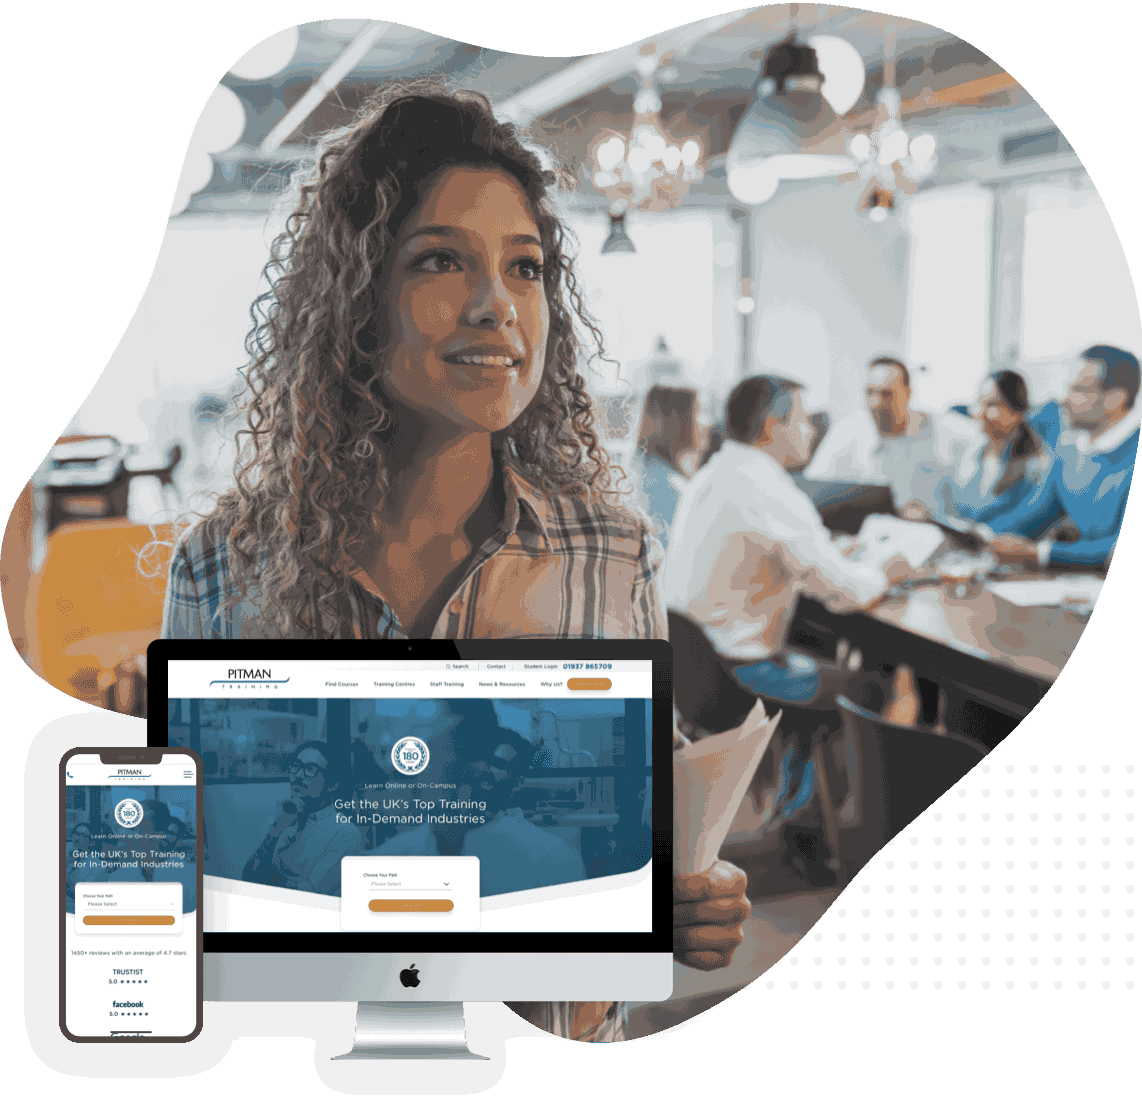 Search
Contact
Student Login
01937 865709
PITMAN
TRAINING
Find Courses
Training Centres
Staff Training
News & Resources
Why Us?
180
Learn Online or On-Campus
Get the UK's Top Training
for In-Demand Industries
Choose Your Path
Please Select
PITMAN
TRAINING
180
Learn Online or On-Campus
Get the UK's Top Training
for In-Demand Industries
Choose Your Path
Please Select
1450+ reviews with an average of 4.7 stars
TRUSTIST
5.0 ★★★★★
facebook
5.0 ★★★★★
Google